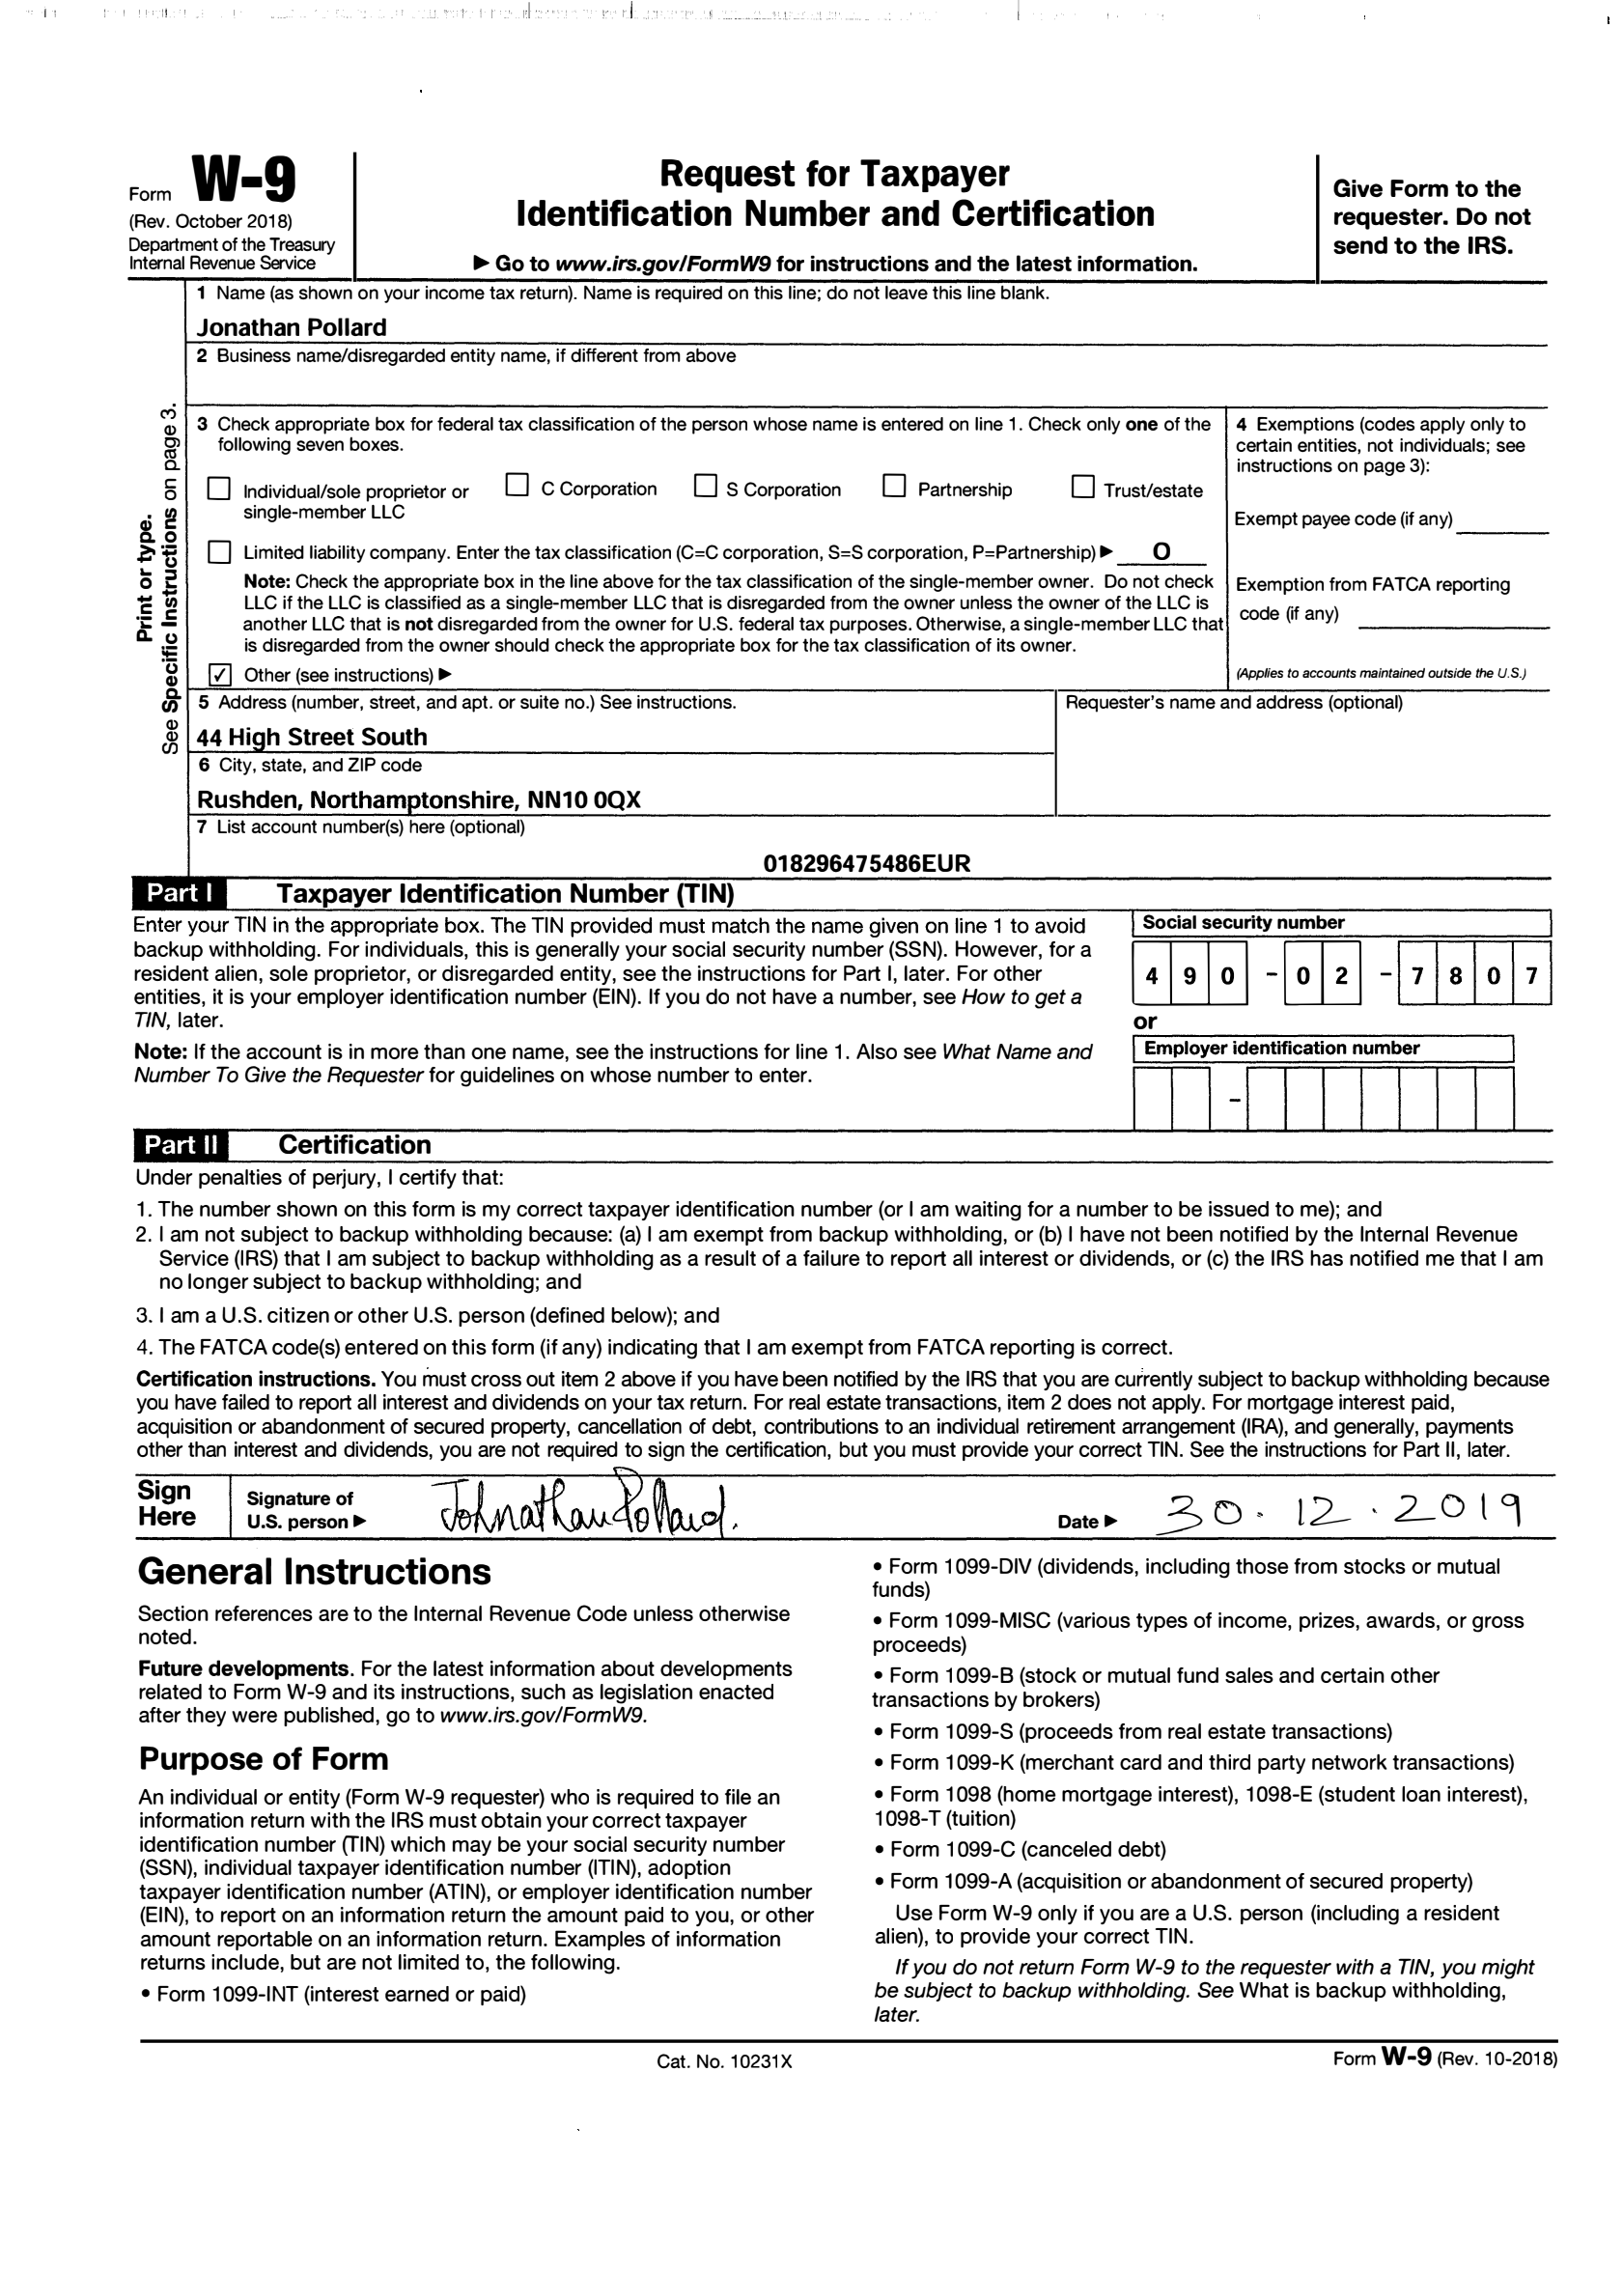 Form W-9
(Rev. October 2018)
Department of the Treasury
Internal Revenue Service
Request for Taxpayer
Identification Number and Certification
▶ Go to www.irs.gov/FormW9 for instructions and the latest information.
Give Form to the
requester. Do not
send to the IRS.
Print or type.
See Specific Instructions on page 3.
1 Name (as shown on your income tax return). Name is required on this line; do not leave this line blank.
Jonathan Pollard
2 Business name/disregarded entity name, if different from above
3 Check appropriate box for federal tax classification of the person whose name is entered on line 1. Check only one of the
following seven boxes.
Individual/sole proprietor or
single-member LLC
C Corporation
S Corporation
Partnership
Trust/estate
Limited liability company. Enter the tax classification (C=C corporation, S=S corporation, P=Partnership) ▶ O
Note: Check the appropriate box in the line above for the tax classification of the single-member owner. Do not check
LLC if the LLC is classified as a single-member LLC that is disregarded from the owner unless the owner of the LLC is
another LLC that is not disregarded from the owner for U.S. federal tax purposes. Otherwise, a single-member LLC that
is disregarded from the owner should check the appropriate box for the tax classification of its owner.
✓ Other (see instructions) ▶
4 Exemptions (codes apply only to
certain entities, not individuals; see
instructions on page 3):
Exempt payee code (if any)
Exemption from FATCA reporting
code (if any)
(Applies to accounts maintained outside the U.S.)
5 Address (number, street, and apt. or suite no.) See instructions.
44 High Street South
6 City, state, and ZIP code
Rushden, Northamptonshire, NN10 0QX
Requester's name and address (optional)
7 List account number(s) here (optional)
018296475486EUR
Part I Taxpayer Identification Number (TIN)
Enter your TIN in the appropriate box. The TIN provided must match the name given on line 1 to avoid
backup withholding. For individuals, this is generally your social security number (SSN). However, for a
resident alien, sole proprietor, or disregarded entity, see the instructions for Part I, later. For other
entities, it is your employer identification number (EIN). If you do not have a number, see How to get a
TIN, later.
Note: If the account is in more than one name, see the instructions for line 1. Also see What Name and
Number To Give the Requester for guidelines on whose number to enter.
Social security number
4 9 0 - 0 2 - 7 8 0 7
or
Employer identification number
-
Part II Certification
Under penalties of perjury, I certify that:
1. The number shown on this form is my correct taxpayer identification number (or I am waiting for a number to be issued to me); and
2. I am not subject to backup withholding because: (a) I am exempt from backup withholding, or (b) I have not been notified by the Internal Revenue
Service (IRS) that I am subject to backup withholding as a result of a failure to report all interest or dividends, or (c) the IRS has notified me that I am
no longer subject to backup withholding; and
3. I am a U.S. citizen or other U.S. person (defined below); and
4. The FATCA code(s) entered on this form (if any) indicating that I am exempt from FATCA reporting is correct.
Certification instructions. You must cross out item 2 above if you have been notified by the IRS that you are currently subject to backup withholding because
you have failed to report all interest and dividends on your tax return. For real estate transactions, item 2 does not apply. For mortgage interest paid,
acquisition or abandonment of secured property, cancellation of debt, contributions to an individual retirement arrangement (IRA), and generally, payments
other than interest and dividends, you are not required to sign the certification, but you must provide your correct TIN. See the instructions for Part II, later.
Sign
Here
Signature of
U.S. person ▶
Johnathan Pollard.
Date ▶ 30.12.2019
General Instructions
Section references are to the Internal Revenue Code unless otherwise
noted.
Future developments. For the latest information about developments
related to Form W-9 and its instructions, such as legislation enacted
after they were published, go to www.irs.gov/FormW9.
Purpose of Form
An individual or entity (Form W-9 requester) who is required to file an
information return with the IRS must obtain your correct taxpayer
identification number (TIN) which may be your social security number
(SSN), individual taxpayer identification number (ITIN), adoption
taxpayer identification number (ATIN), or employer identification number
(EIN), to report on an information return the amount paid to you, or other
amount reportable on an information return. Examples of information
returns include, but are not limited to, the following.
• Form 1099-INT (interest earned or paid)
• Form 1099-DIV (dividends, including those from stocks or mutual
funds)
• Form 1099-MISC (various types of income, prizes, awards, or gross
proceeds)
• Form 1099-B (stock or mutual fund sales and certain other
transactions by brokers)
• Form 1099-S (proceeds from real estate transactions)
• Form 1099-K (merchant card and third party network transactions)
• Form 1098 (home mortgage interest), 1098-E (student loan interest),
1098-T (tuition)
• Form 1099-C (canceled debt)
• Form 1099-A (acquisition or abandonment of secured property)
Use Form W-9 only if you are a U.S. person (including a resident
alien), to provide your correct TIN.
If you do not return Form W-9 to the requester with a TIN, you might
be subject to backup withholding. See What is backup withholding,
later.
Cat. No. 10231X
Form W-9 (Rev. 10-2018)